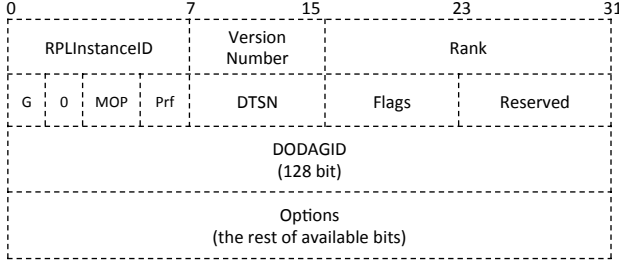 0 7 15 23 31
RPLInstanceID Version Number Rank
G 0 MOP Prf DTSN Flags Reserved
DODAGID
(128 bit)
Options
(the rest of available bits)